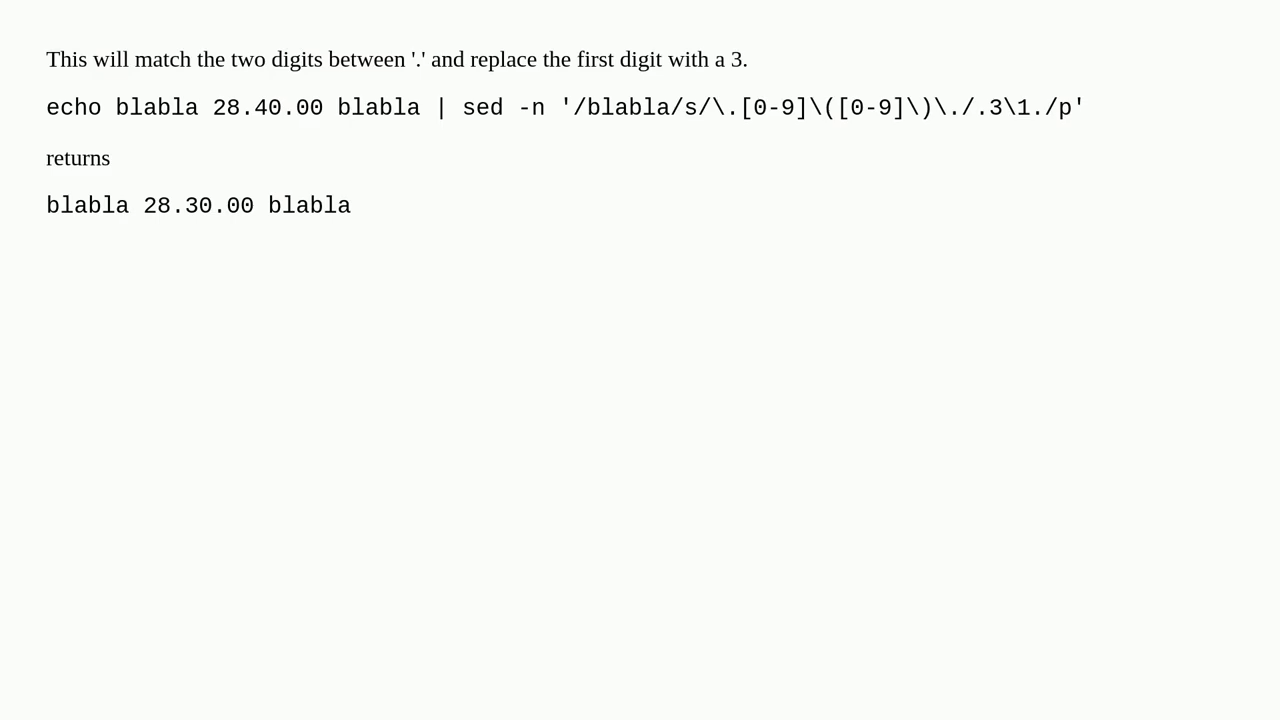 This will match the two digits between '.' and replace the first digit with a 3.
echo blabla 28.40.00 blabla | sed -n '/blabla/s/\.[0-9]\([0-9]\)\./.3\1./p'
returns
blabla 28.30.00 blabla